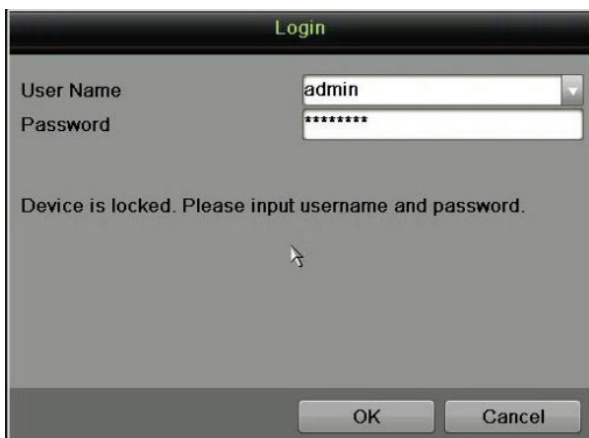 Login
User Name admin
Password ********
Device is locked. Please input username and password.
OK Cancel